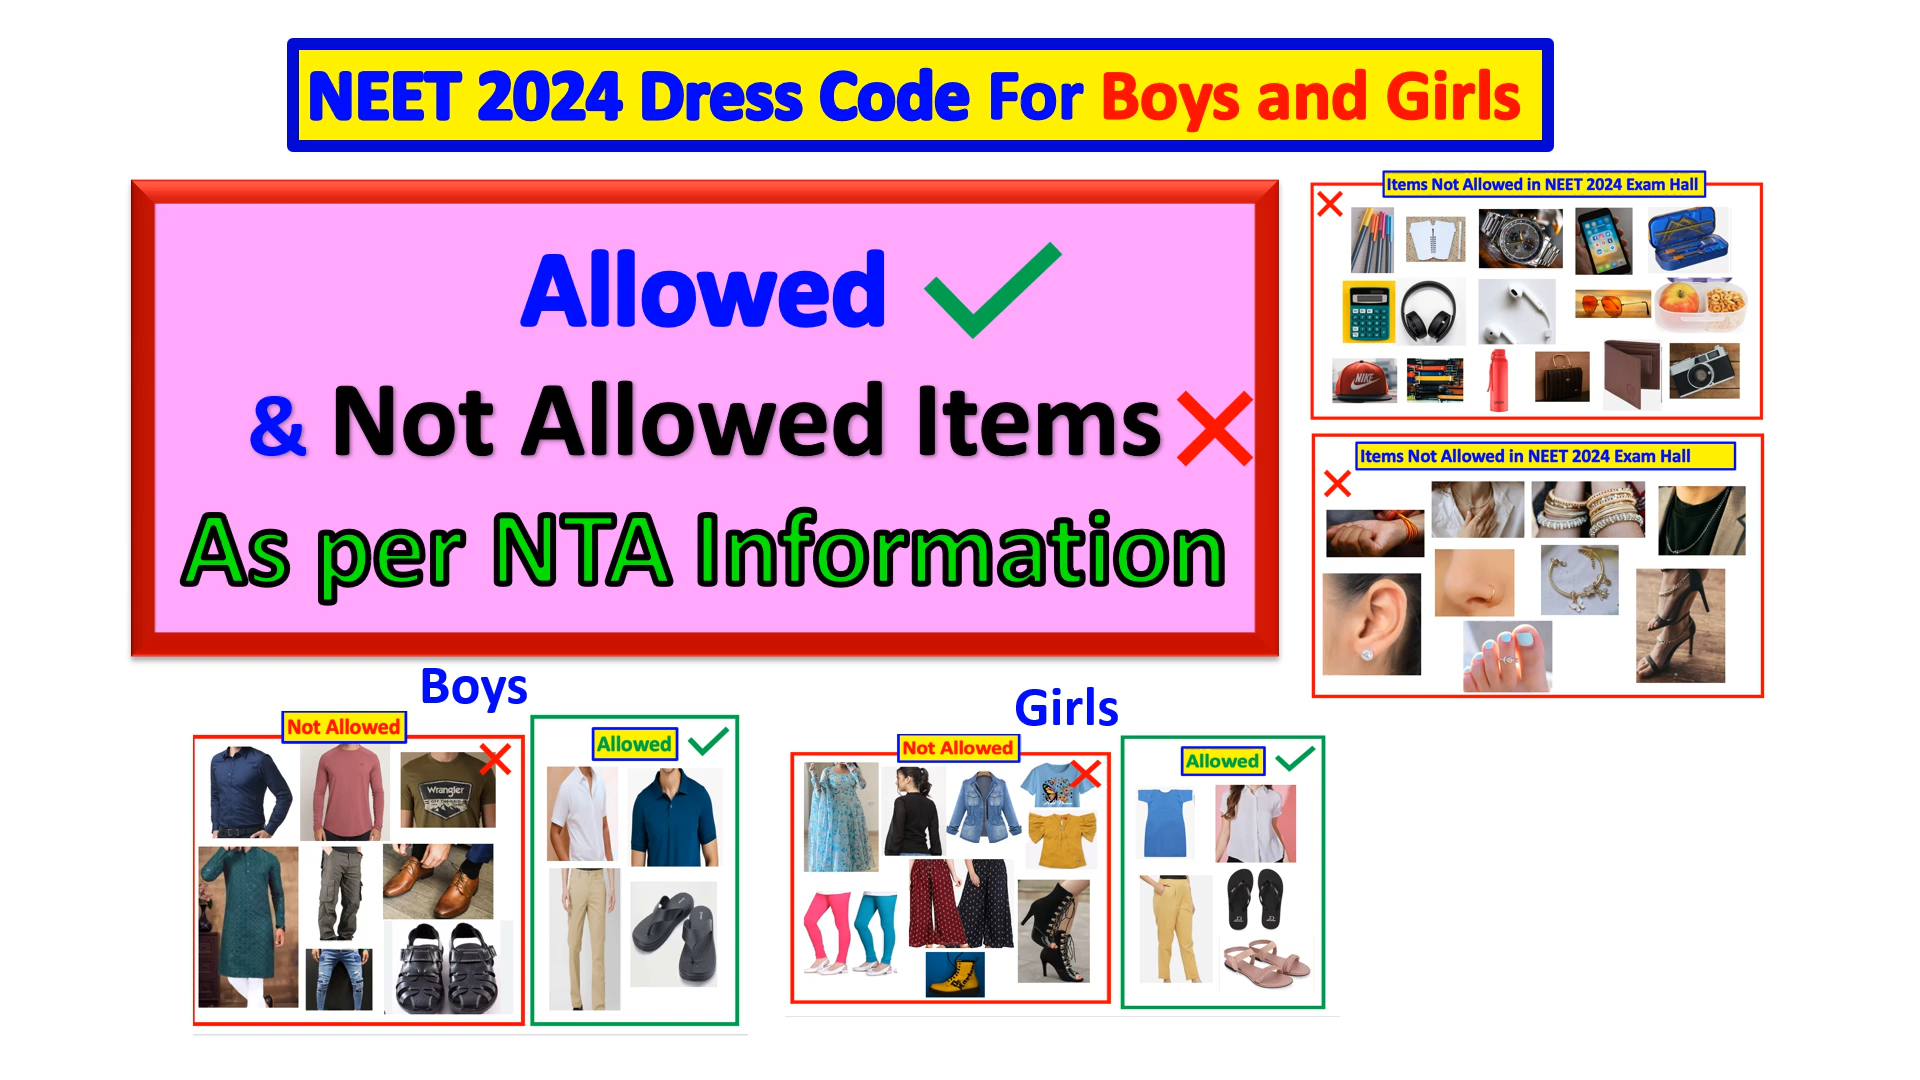 NEET 2024 Dress Code For Boys and Girls
Allowed
& Not Allowed Items
As per NTA Information
Items Not Allowed in NEET 2024 Exam Hall
NIKE
Items Not Allowed in NEET 2024 Exam Hall
Boys
Not Allowed
Wrangler
Allowed
Girls
Not Allowed
Allowed